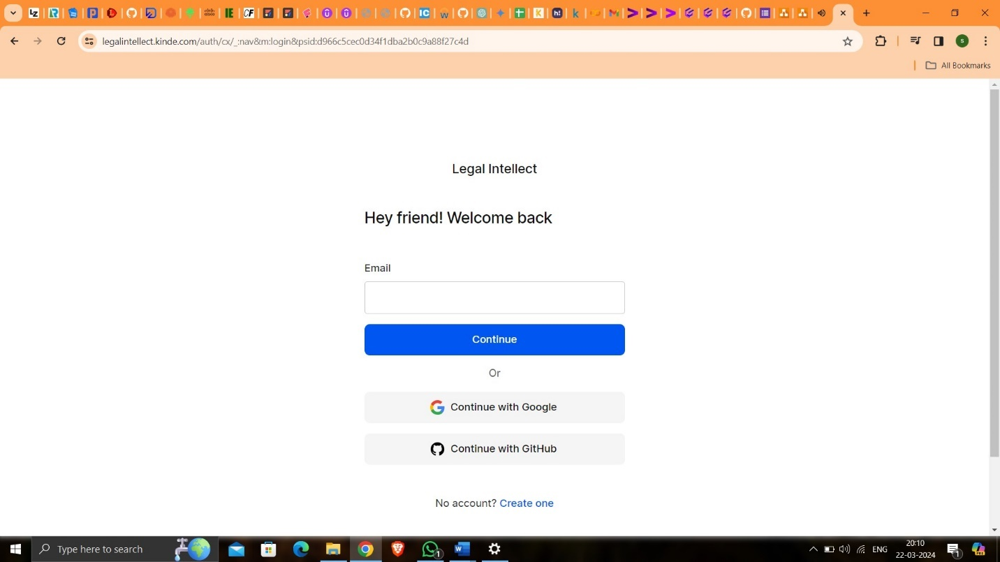 legalintellect.kinde.com/auth/cx/_:nav&m:login&psid:d966c5cec0d34f1dba2b0c9a88f27c4d
S
All Bookmarks
Legal Intellect
Hey friend! Welcome back
Email
Continue
Or
Continue with Google
Continue with GitHub
No account? Create one
Type here to search
1
ENG
20:10
22-03-2024
1